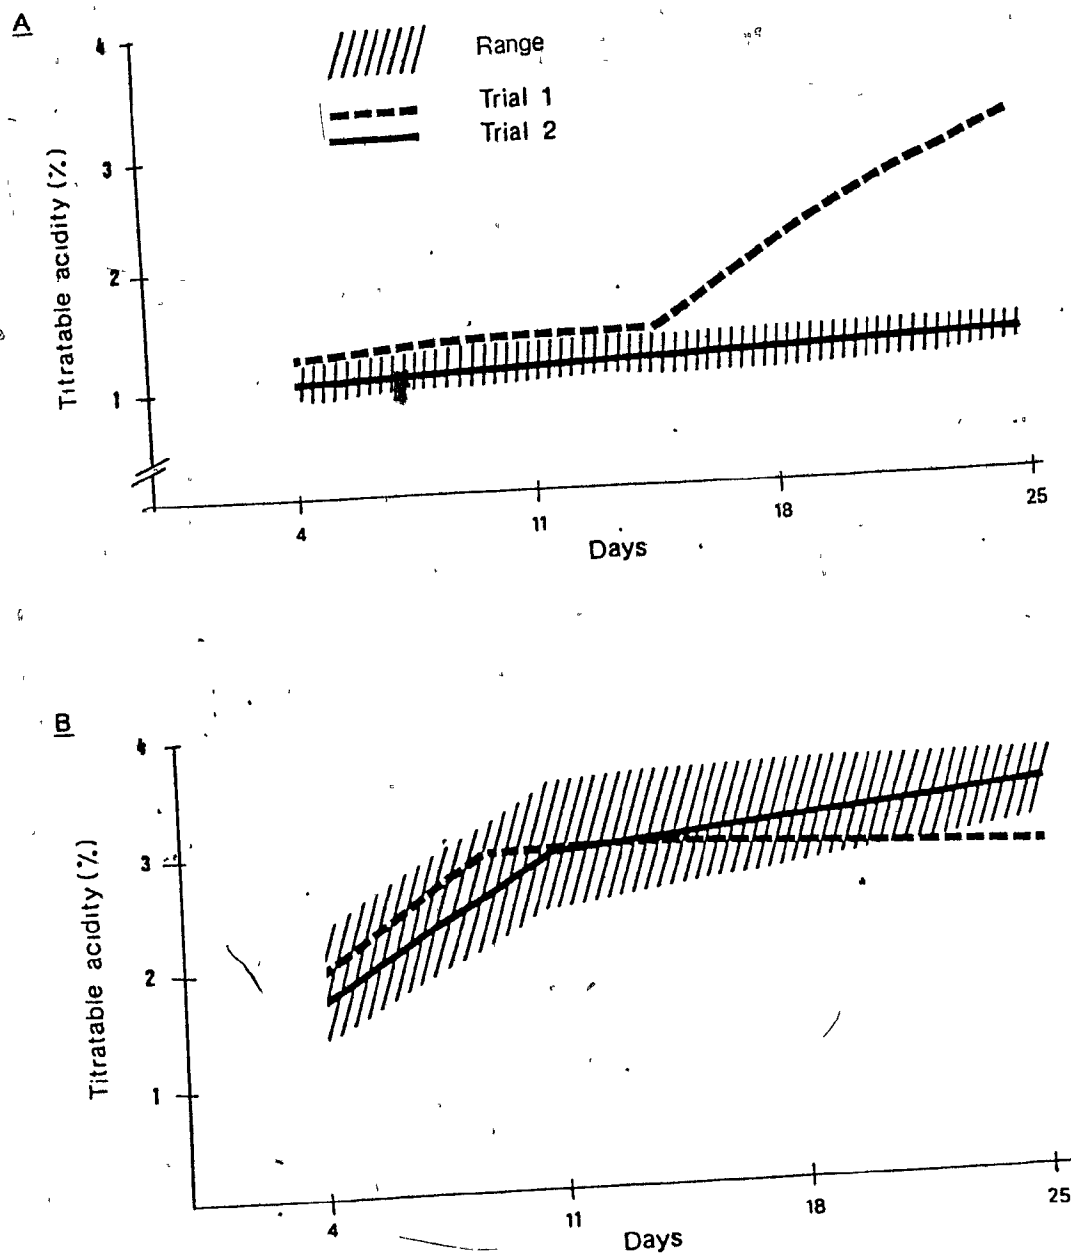 A
Range
Trial 1
Trial 2
Titratable acidity (%)
4
3
2
1
4 11 18 25
Days
B
Titratable acidity (%)
4
3
2
1
4 11 18 25
Days